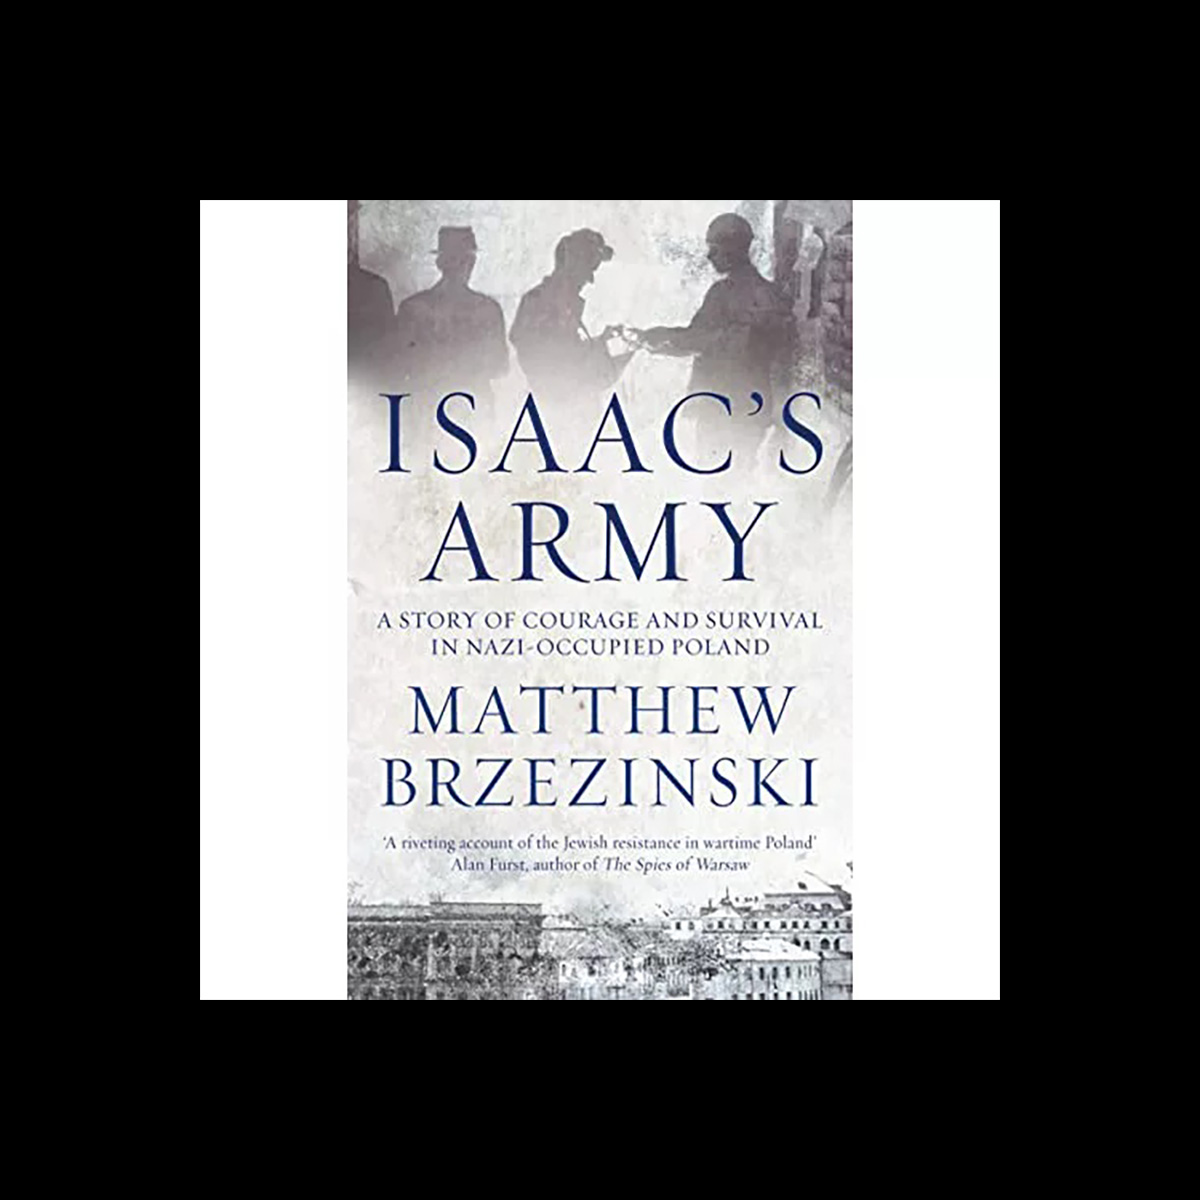 ISAAC'S
ARMY
A STORY OF COURAGE AND SURVIVAL
IN NAZI-OCCUPIED POLAND
MATTHEW
BRZEZINSKI
‘A riveting account of the Jewish resistance in wartime Poland’
Alan Furst, author of The Spies of Warsaw